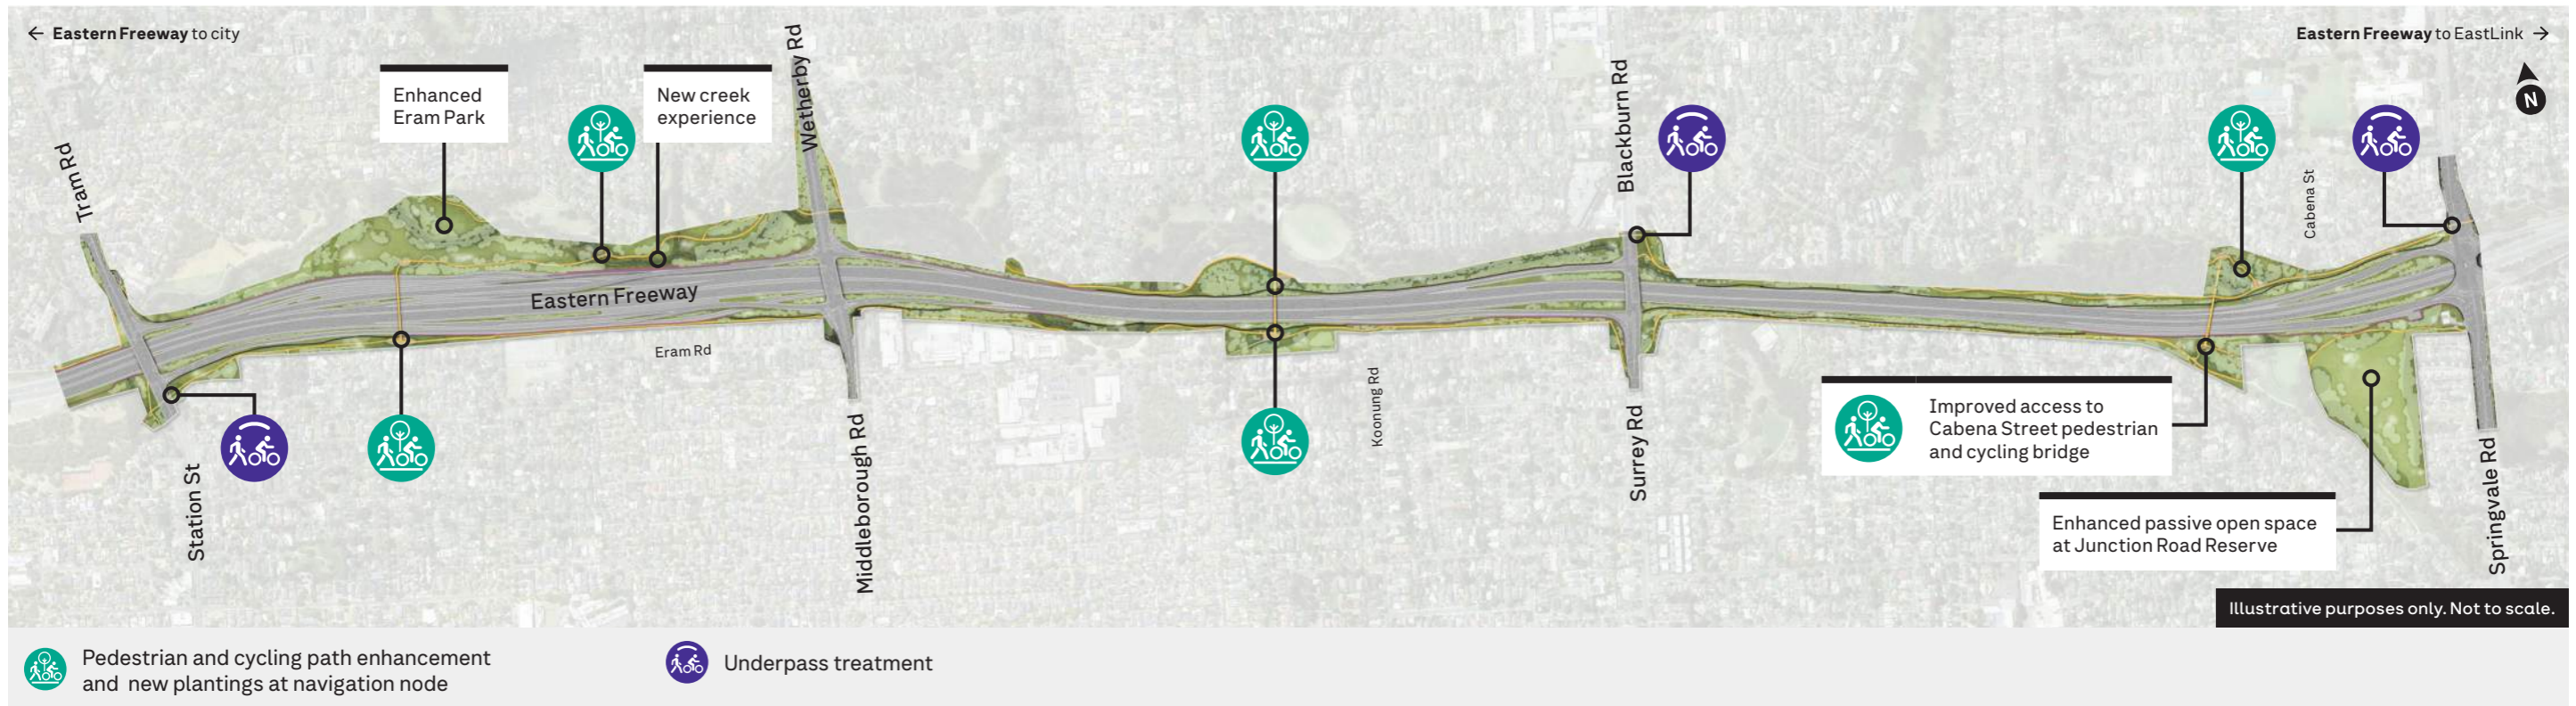 ← Eastern Freeway to city
Eastern Freeway to EastLink →
N
Tram Rd
Enhanced
Eram Park
New creek
experience
Wetherby Rd
Blackburn Rd
Cabena St
Eastern Freeway
Eram Rd
Koonung Rd
Station St
Middleborough Rd
Surrey Rd
Improved access to
Cabena Street pedestrian
and cycling bridge
Enhanced passive open space
at Junction Road Reserve
Springvale Rd
Illustrative purposes only. Not to scale.
Pedestrian and cycling path enhancement
and new plantings at navigation node
Underpass treatment